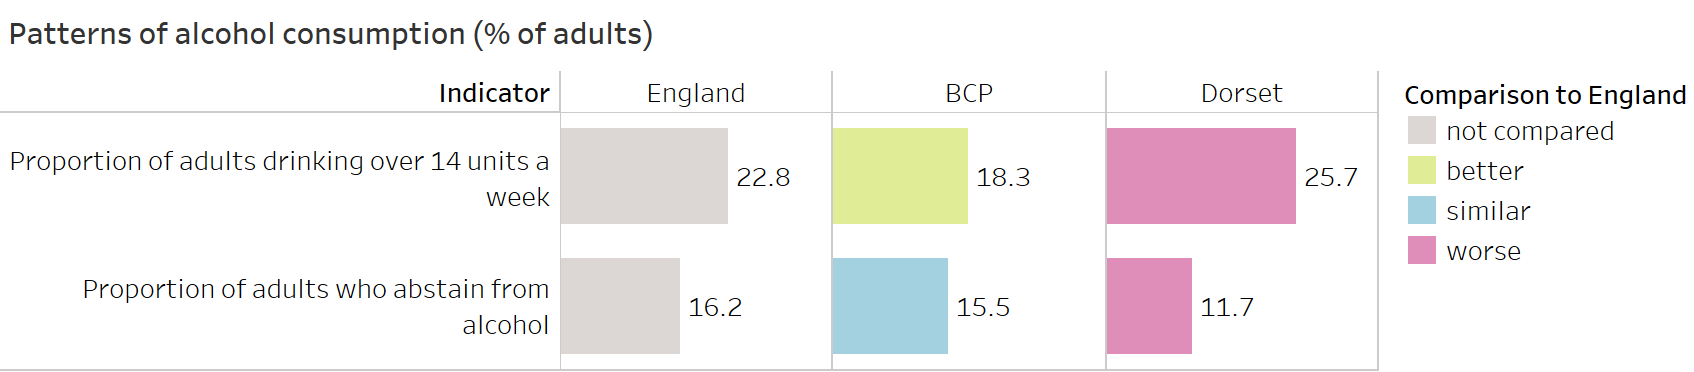 Patterns of alcohol consumption (% of adults)
Indicator England BCP Dorset
Proportion of adults drinking over 14 units a
week
22.8 18.3 25.7
Proportion of adults who abstain from
alcohol
16.2 15.5 11.7
Comparison to England
not compared
better
similar
worse